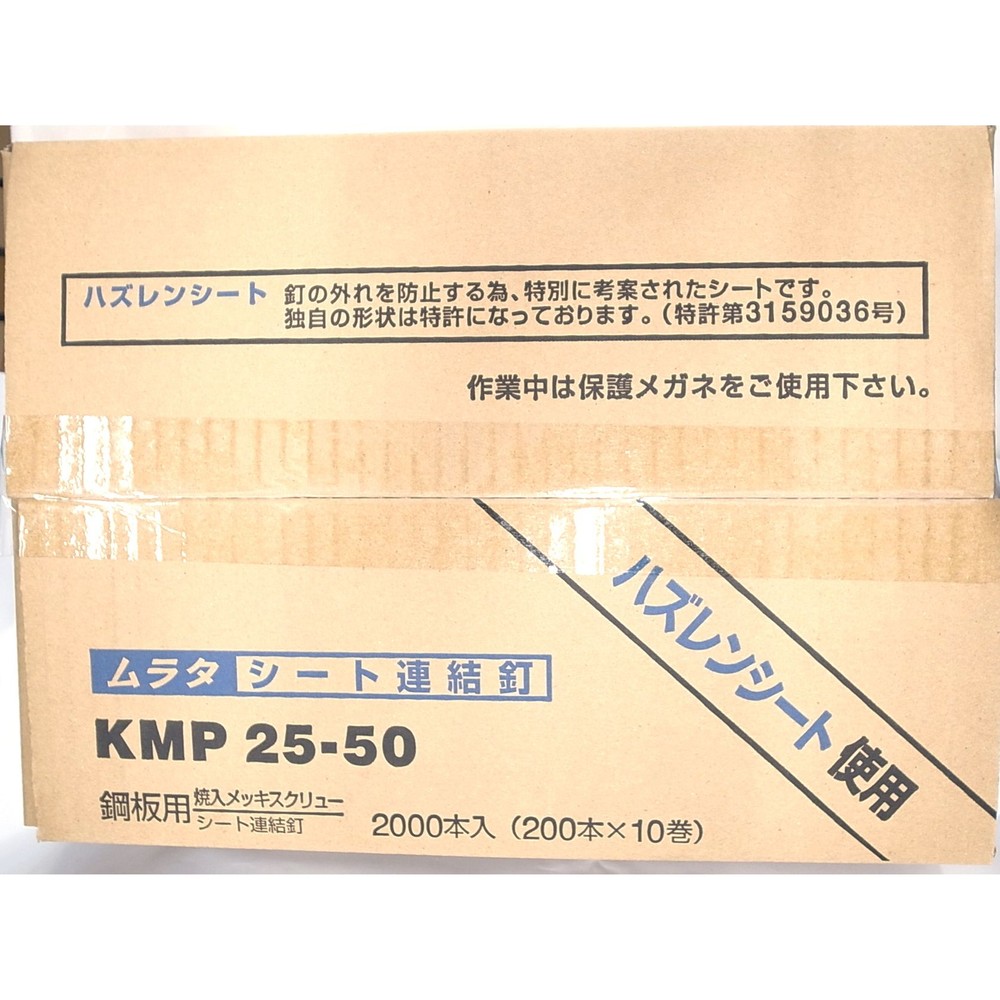 ハズレンシート 釘の外れを防止する為、特別に考案されたシートです。
独自の形状は特許になっております。(特許第3159036号)
作業中は保護メガネをご使用下さい。
ハズレンシート使用
ムラタ シート連結釘
KMP 25-50
鋼板用 焼入メッキスクリュー
シート連結釘
2000本入(200本×10巻)